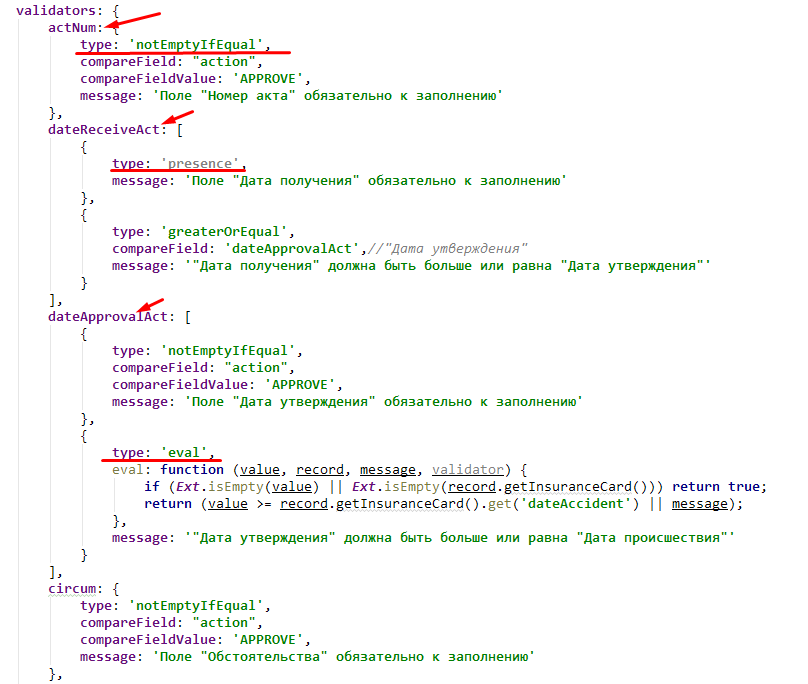 validators: {
actNum: {
type: 'notEmptyIfEqual',
compareField: "action",
compareFieldValue: 'APPROVE',
message: 'Поле "Номер акта" обязательно к заполнению'
},
dateReceiveAct: [
{
type: 'presence',
message: 'Поле "Дата получения" обязательно к заполнению'
},
{
type: 'greaterOrEqual',
compareField: 'dateApprovalAct',//"Дата утверждения"
message: '"Дата получения" должна быть больше или равна "Дата утверждения"'
}
],
dateApprovalAct: [
{
type: 'notEmptyIfEqual',
compareField: "action",
compareFieldValue: 'APPROVE',
message: 'Поле "Дата утверждения" обязательно к заполнению'
},
{
type: 'eval',
eval: function (value, record, message, validator) {
if (Ext.isEmpty(value) || Ext.isEmpty(record.getInsuranceCard())) return true;
return (value >= record.getInsuranceCard().get('dateAccident') || message);
},
message: '"Дата утверждения" должна быть больше или равна "Дата происшествия"'
}
],
circum: {
type: 'notEmptyIfEqual',
compareField: "action",
compareFieldValue: 'APPROVE',
message: 'Поле "Обстоятельства" обязательно к заполнению'
},